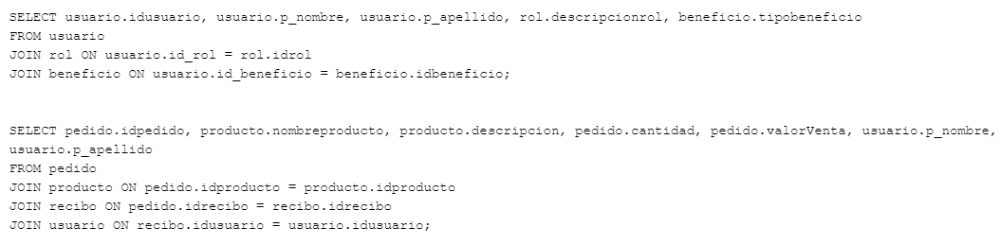 SELECT usuario.idusuario, usuario.p_nombre, usuario.p_apellido, rol.descripcionrol, beneficio.tipobeneficio
FROM usuario
JOIN rol ON usuario.id_rol = rol.idrol
JOIN beneficio ON usuario.id_beneficio = beneficio.idbeneficio;
SELECT pedido.idpedido, producto.nombreproducto, producto.descripcion, pedido.cantidad, pedido.valorVenta, usuario.p_nombre,
usuario.p_apellido
FROM pedido
JOIN producto ON pedido.idproducto = producto.idproducto
JOIN recibo ON pedido.idrecibo = recibo.idrecibo
JOIN usuario ON recibo.idusuario = usuario.idusuario;